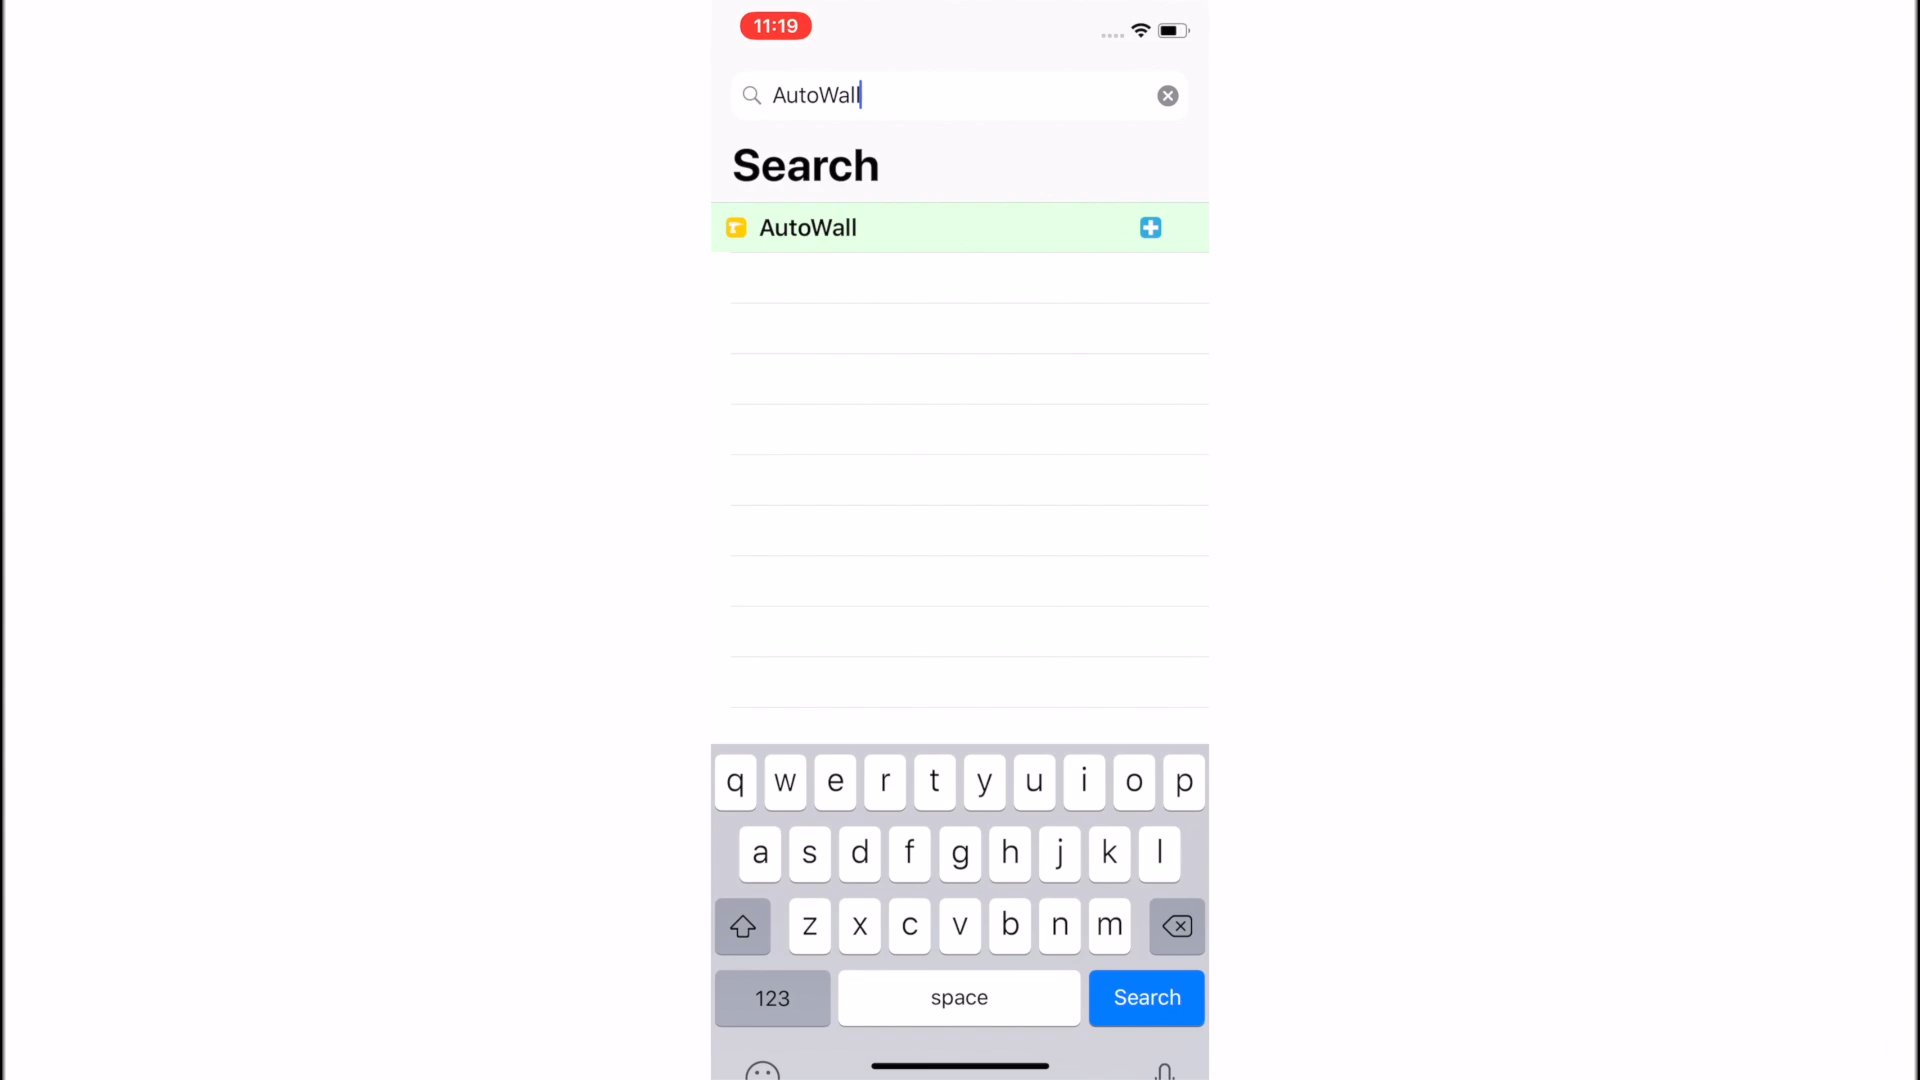 11:19
AutoWall
Search
AutoWall
q w e r t y u i o p
a s d f g h j k l
z x c v b n m
123 space Search